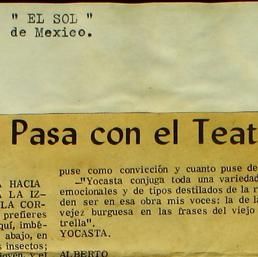 " EL SOL "
de Mexico.
Pasa con el Teat
A HACIA
A LA IZ-
LA COR-
prefieres
quí, imbé-
abajo, en
insectos;
puse como convicción y cuanto puse de
—"Yocasta conjuga toda una variedad
emocionales y de tipos destilados de la r
den ser en esa obra mis voces: la de la
vejez burguesa en las frases del viejo
trella".
YOCASTA.
ALBERTO